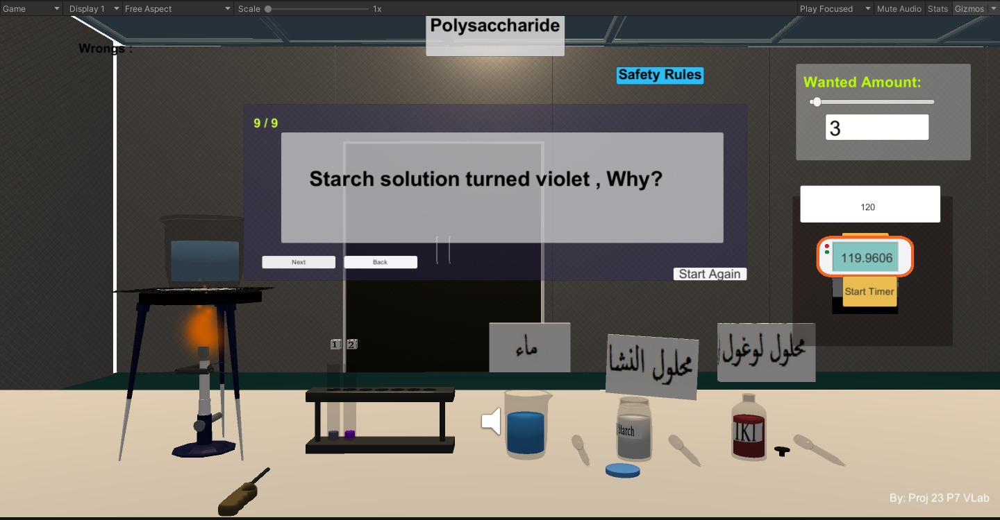 Game
Display 1
Free Aspect
Scale
1x
Play Focused
Mute Audio
Stats
Gizmos
Polysaccharide
Wrongs :
Safety Rules
Wanted Amount:
3
9 / 9
Starch solution turned violet , Why?
120
119.9606
Start Timer
Next
Back
Start Again
1
2
ماء
محلول النشا
محلول لوغول
Starch
IKI
By: Proj 23 P7 VLab